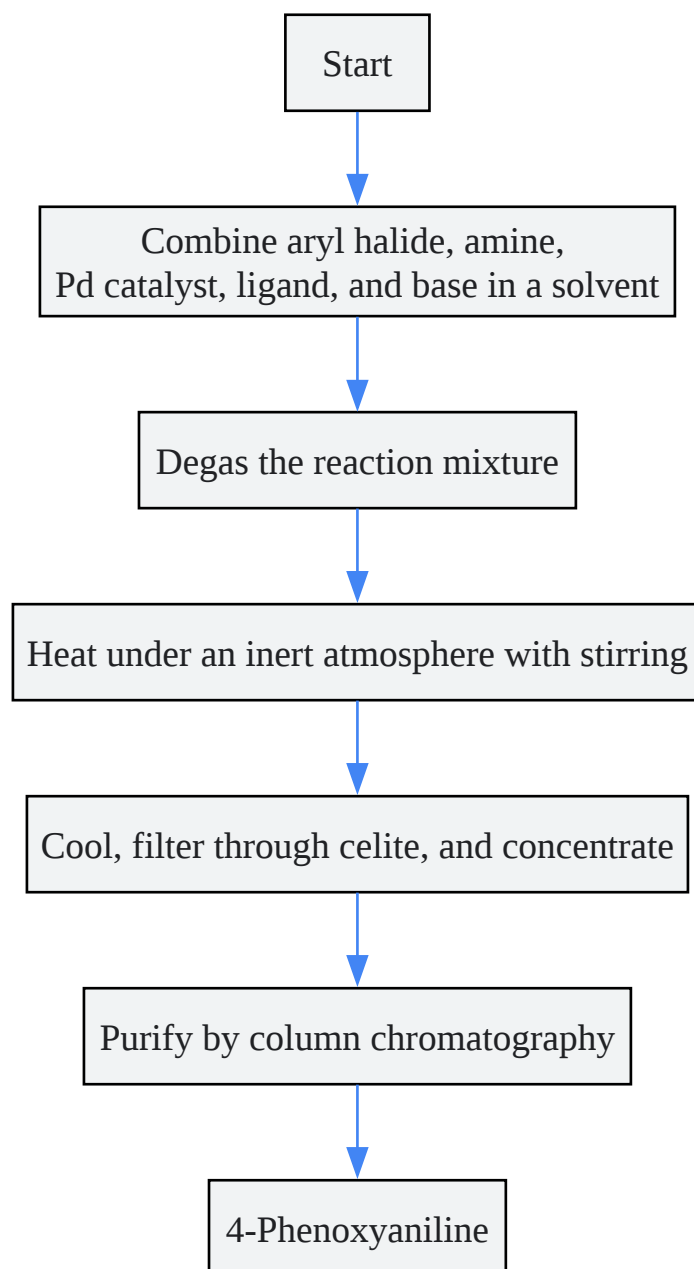 Start
Combine aryl halide, amine,
Pd catalyst, ligand, and base in a solvent
Degas the reaction mixture
Heat under an inert atmosphere with stirring
Cool, filter through celite, and concentrate
Purify by column chromatography
4-Phenoxyaniline